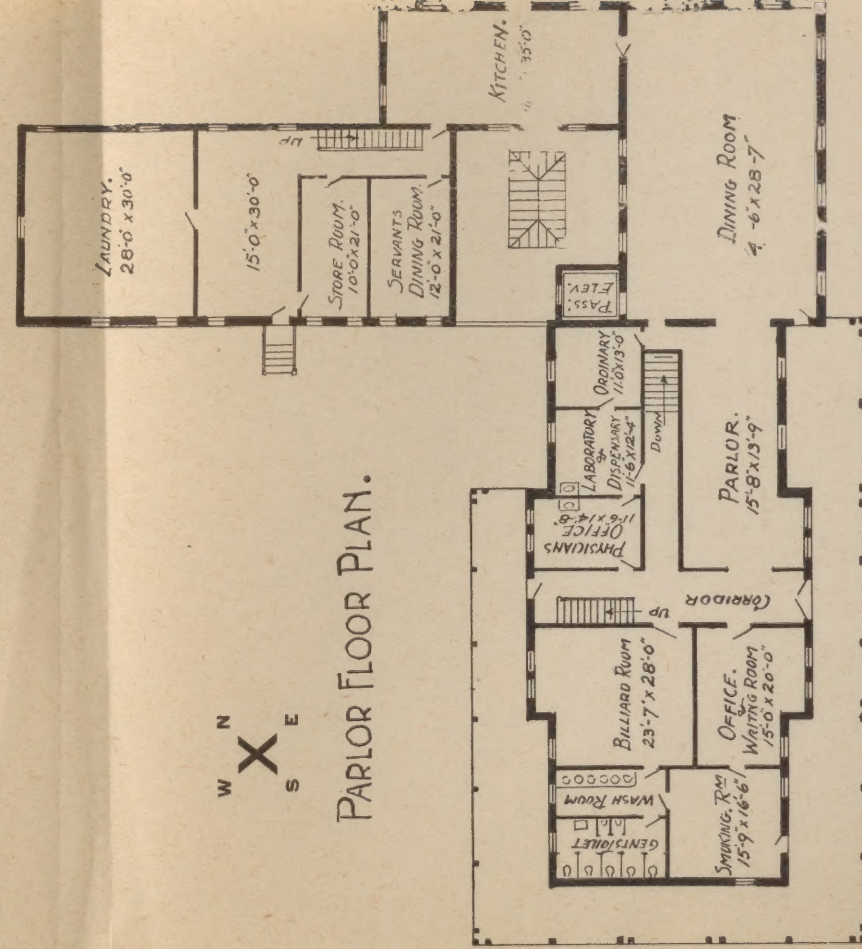 KITCHEN.
35'-0"
LAUNDRY.
28'-0" X 30'-0"
15'-0" X 30'-0"
UP
STORE ROOM.
10'-0" X 21'-0"
SERVANTS
DINING ROOM.
12'-0" X 21'-0"
DINING ROOM
-6" X 28'-7"
PASS.
ELEV.
ORDINARY
11'-0" X 13'-0"
LABORATORY
&
DISPENSARY
11'-6" X 12'-4"
DOWN
PARLOR.
15'-8" X 13'-9"
PHYSICIANS
OFFICE
11'-6" X 14'-8"
CORRIDOR
UP
BILLIARD ROOM
23'-7" X 28'-0"
OFFICE.
&
WAITING ROOM
15'-0" X 20'-0"
WASH ROOM
GENTS TOILET
SMOKING. RM
15'-9" X 16'-6"
W N
S E
PARLOR FLOOR PLAN.